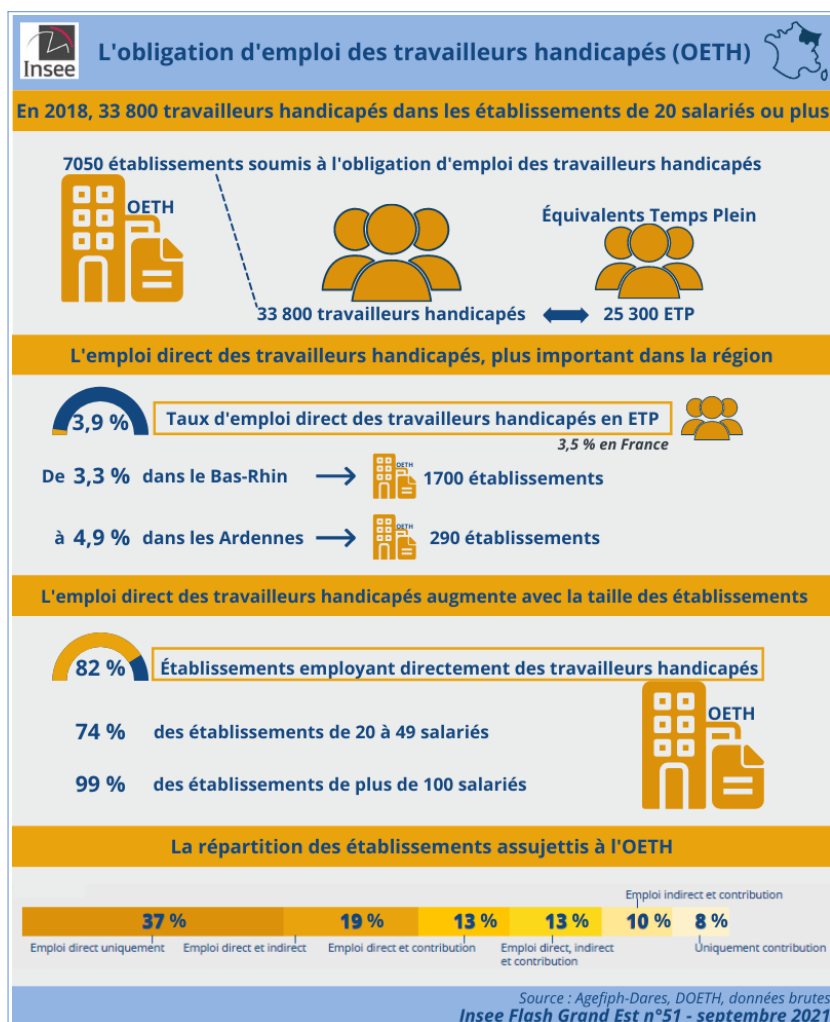 Insee
L'obligation d'emploi des travailleurs handicapés (OETH)
En 2018, 33 800 travailleurs handicapés dans les établissements de 20 salariés ou plus
7050 établissements soumis à l'obligation d'emploi des travailleurs handicapés
OETH
Équivalents Temps Plein
33 800 travailleurs handicapés
25 300 ETP
L'emploi direct des travailleurs handicapés, plus important dans la région
3,9 %
Taux d'emploi direct des travailleurs handicapés en ETP
3,5 % en France
De 3,3 % dans le Bas-Rhin
OETH
1700 établissements
à 4,9 % dans les Ardennes
OETH
290 établissements
L'emploi direct des travailleurs handicapés augmente avec la taille des établissements
82 %
Établissements employant directement des travailleurs handicapés
OETH
74 % des établissements de 20 à 49 salariés
99 % des établissements de plus de 100 salariés
La répartition des établissements assujettis à l'OETH
Emploi indirect et contribution
37 % 19 % 13 % 13 % 10 % 8 %
Emploi direct uniquement
Emploi direct et indirect
Emploi direct et contribution
Emploi direct, indirect
et contribution
Uniquement contribution
Source : Agefiph-Dares, DOETH, données brutes
Insee Flash Grand Est n°51 - septembre 2021